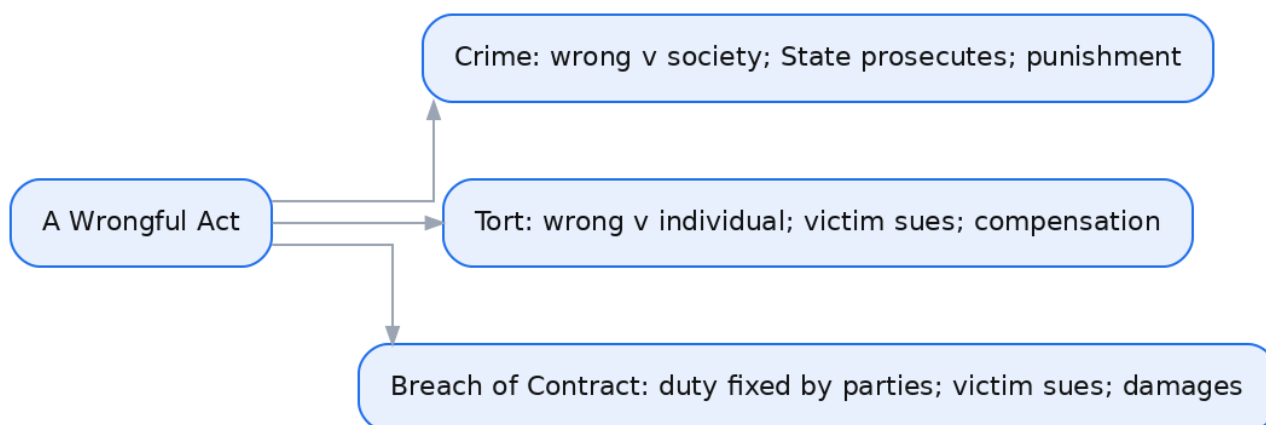 Crime: wrong v society; State prosecutes; punishment
A Wrongful Act
Tort: wrong v individual; victim sues; compensation
Breach of Contract: duty fixed by parties; victim sues; damages